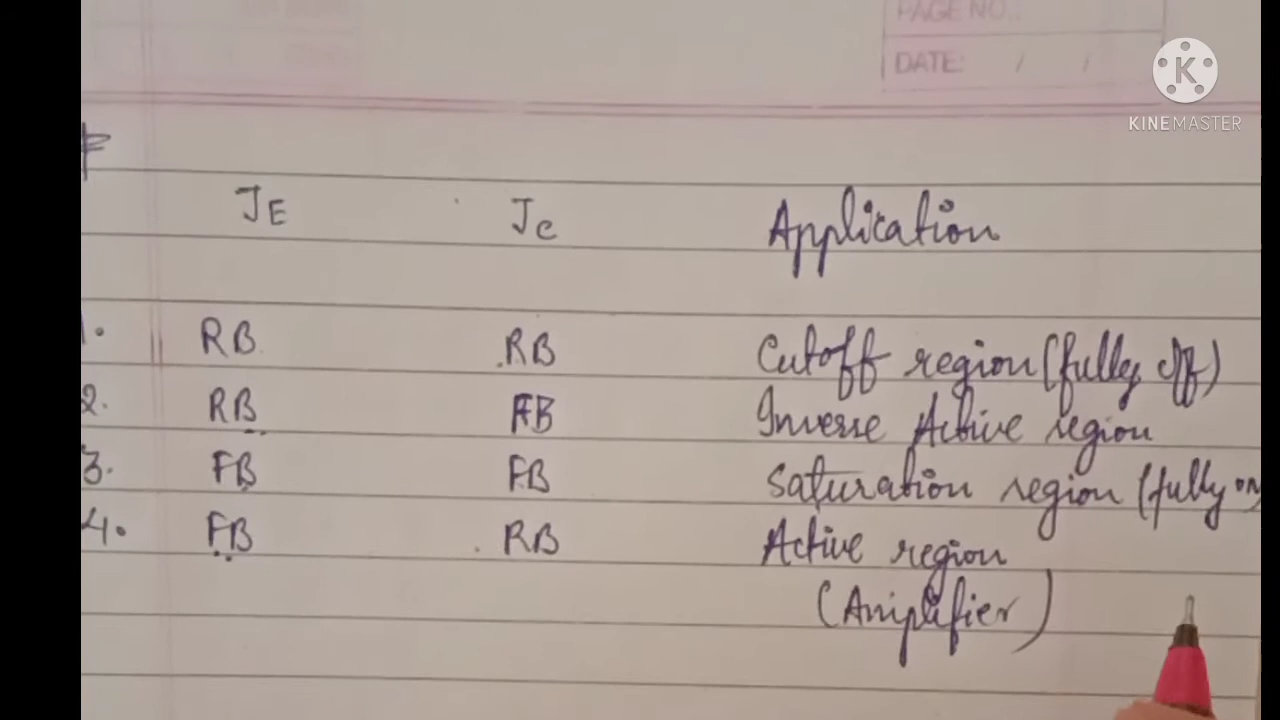 PAGE NO.:
DATE: / /
K
KINEMASTER
JE JC Application
1. RB RB Cutoff region (fully off)
2. RB FB Inverse Active region
3. FB FB Saturation region (fully on)
4. FB RB Active region
(Amplifier)